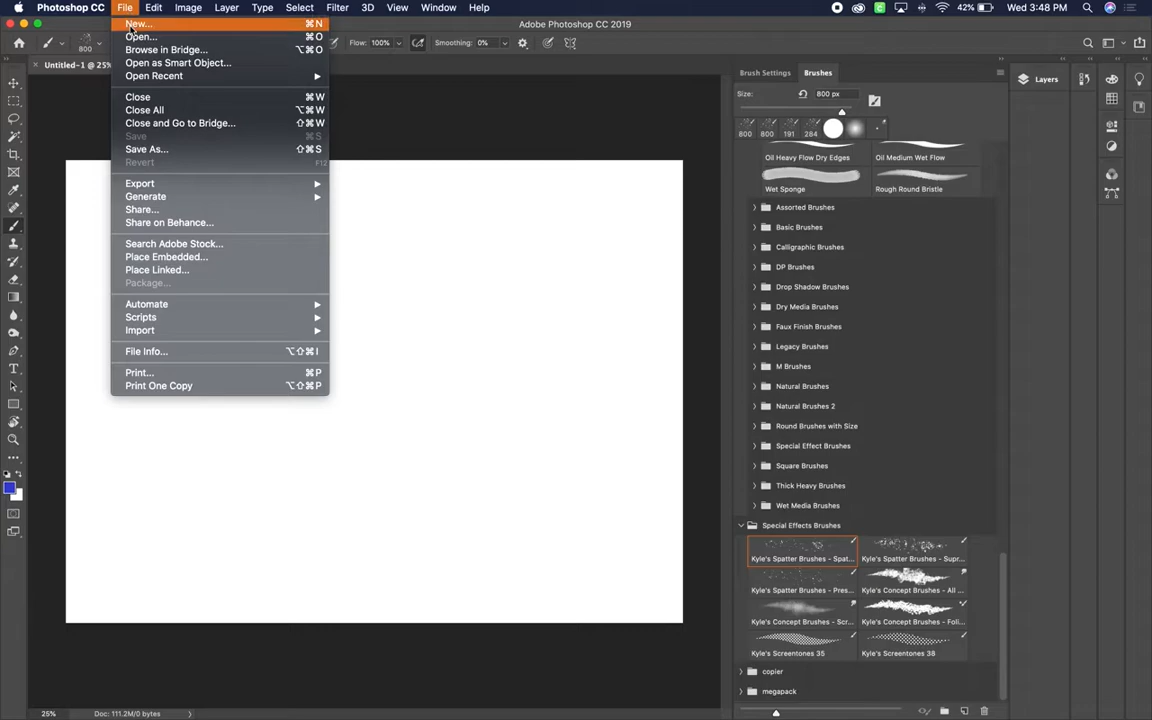 Photoshop CC File Edit Image Layer Type Select Filter 3D View Window Help 42% Wed 3:48 PM
Adobe Photoshop CC 2019
800 Flow: 100% Smoothing: 0%
Untitled-1 @ 25%
New... ⌘N
Open... ⌘O
Browse in Bridge... ⌥⌘O
Open as Smart Object...
Open Recent
Close ⌘W
Close All ⌥⌘W
Close and Go to Bridge... ⇧⌘W
Save ⌘S
Save As... ⇧⌘S
Revert F12
Export
Generate
Share...
Share on Behance...
Search Adobe Stock...
Place Embedded...
Place Linked...
Package...
Automate
Scripts
Import
File Info... ⌥⇧⌘I
Print... ⌘P
Print One Copy ⌥⇧⌘P
Brush Settings Brushes
Size: 800 px
800 800 191 284
Oil Heavy Flow Dry Edges Oil Medium Wet Flow
Wet Sponge Rough Round Bristle
Assorted Brushes
Basic Brushes
Calligraphic Brushes
DP Brushes
Drop Shadow Brushes
Dry Media Brushes
Faux Finish Brushes
Legacy Brushes
M Brushes
Natural Brushes
Natural Brushes 2
Round Brushes with Size
Special Effect Brushes
Square Brushes
Thick Heavy Brushes
Wet Media Brushes
Special Effects Brushes
Kyle's Spatter Brushes - Spat... Kyle's Spatter Brushes - Supr...
Kyle's Spatter Brushes - Pres... Kyle's Concept Brushes - All ...
Kyle's Concept Brushes - Scr... Kyle's Concept Brushes - Foli...
Kyle's Screentones 35 Kyle's Screentones 38
copier
megapack
Layers
25% Doc: 111.2M/0 bytes